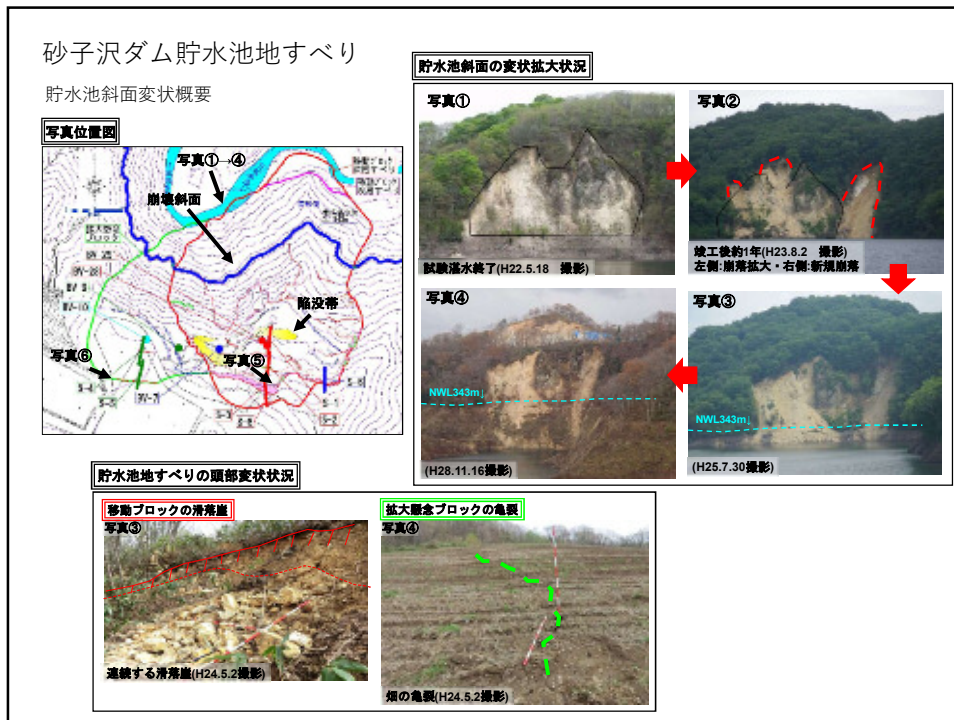 砂子沢ダム貯水池地すべり
貯水池斜面変状概要
写真位置図
写真①→④
崩壊斜面
陥没帯
写真⑤
写真⑥
BV-10
BV-7
S-4
S-5
S-3
S-1
貯水池斜面の変状拡大状況
写真①
試験湛水終了(H22.5.18 撮影)
写真②
竣工後約1年(H23.8.2 撮影)
左側:崩落拡大・右側:新規崩落
写真④
NWL343m↓
(H28.11.16撮影)
写真③
NWL343m↓
(H25.7.30撮影)
貯水池地すべりの頭部変状状況
移動ブロックの滑落崖
写真③
連続する滑落崖(H24.5.2撮影)
拡大懸念ブロックの亀裂
写真④
畑の亀裂(H24.5.2撮影)